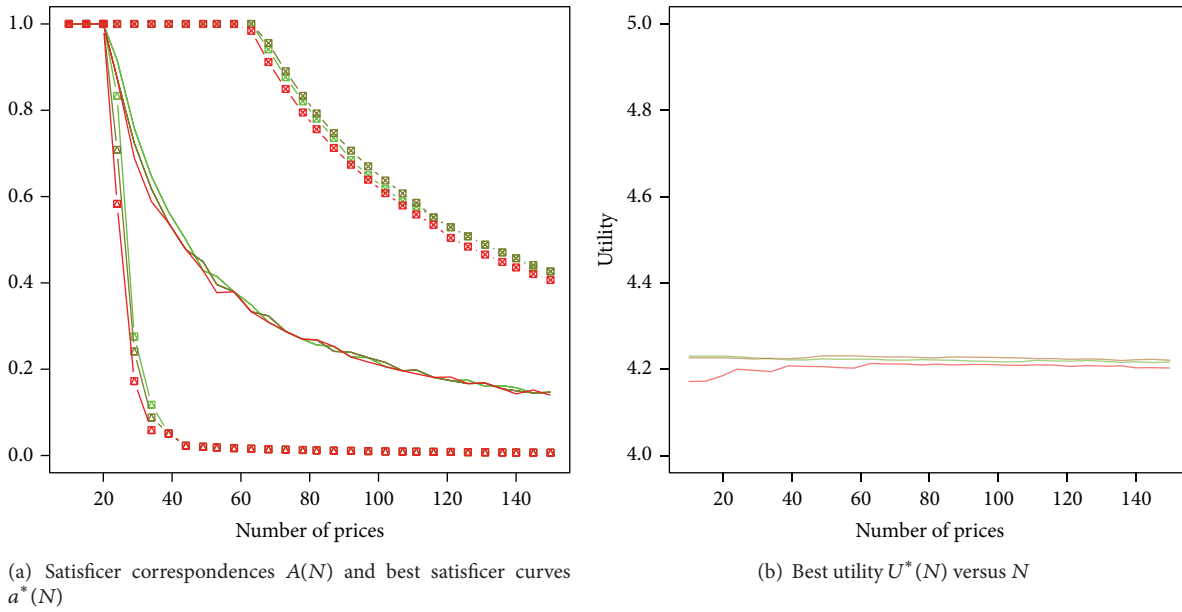 1.0
0.8
0.6
0.4
0.2
0.0
20 40 60 80 100 120 140
Number of prices
(a) Satisficer correspondences A(N) and best satisficer curves
a*(N)
5.0
4.8
4.6
4.4
4.2
4.0
Utility
20 40 60 80 100 120 140
Number of prices
(b) Best utility U*(N) versus N